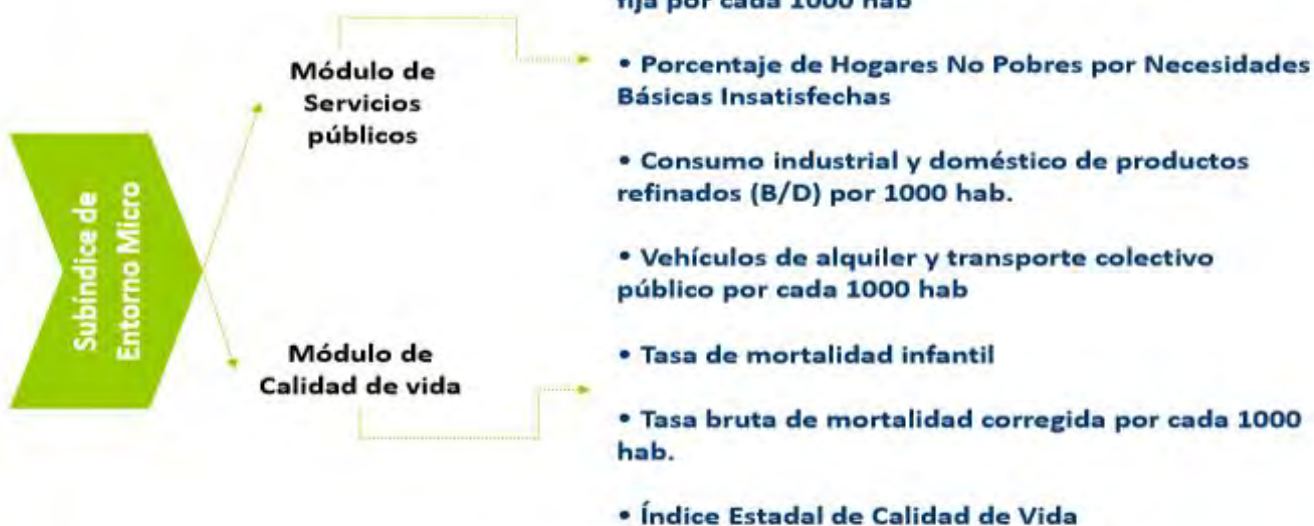 fija por cada 1000 hab
Módulo de
Servicios
públicos
• Porcentaje de Hogares No Pobres por Necesidades
Básicas Insatisfechas
• Consumo industrial y doméstico de productos
refinados (B/D) por 1000 hab.
Subíndice de
Entorno Micro
• Vehículos de alquiler y transporte colectivo
público por cada 1000 hab
Módulo de
Calidad de vida
• Tasa de mortalidad infantil
• Tasa bruta de mortalidad corregida por cada 1000
hab.
• Índice Estadal de Calidad de Vida